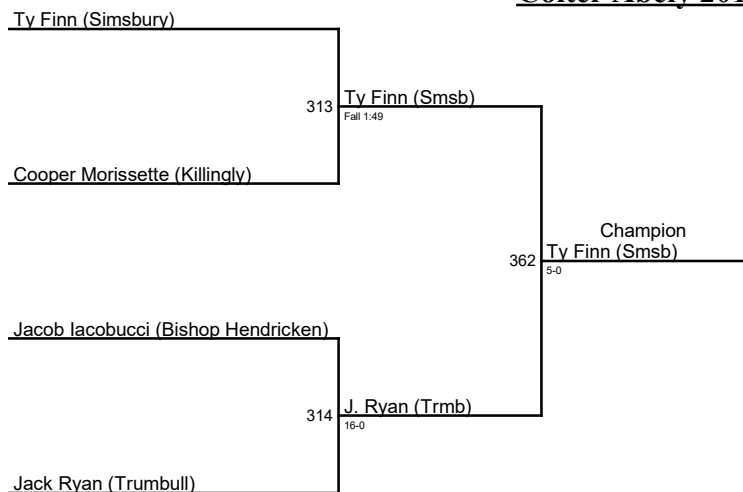 Ty Finn (Simsbury)
313
Ty Finn (Smsb)
Fall 1:49
Cooper Morissette (Killingly)
Champion
362
Ty Finn (Smsb)
5-0
Jacob Iacobucci (Bishop Hendricken)
314
J. Ryan (Trmb)
16-0
Jack Ryan (Trumbull)